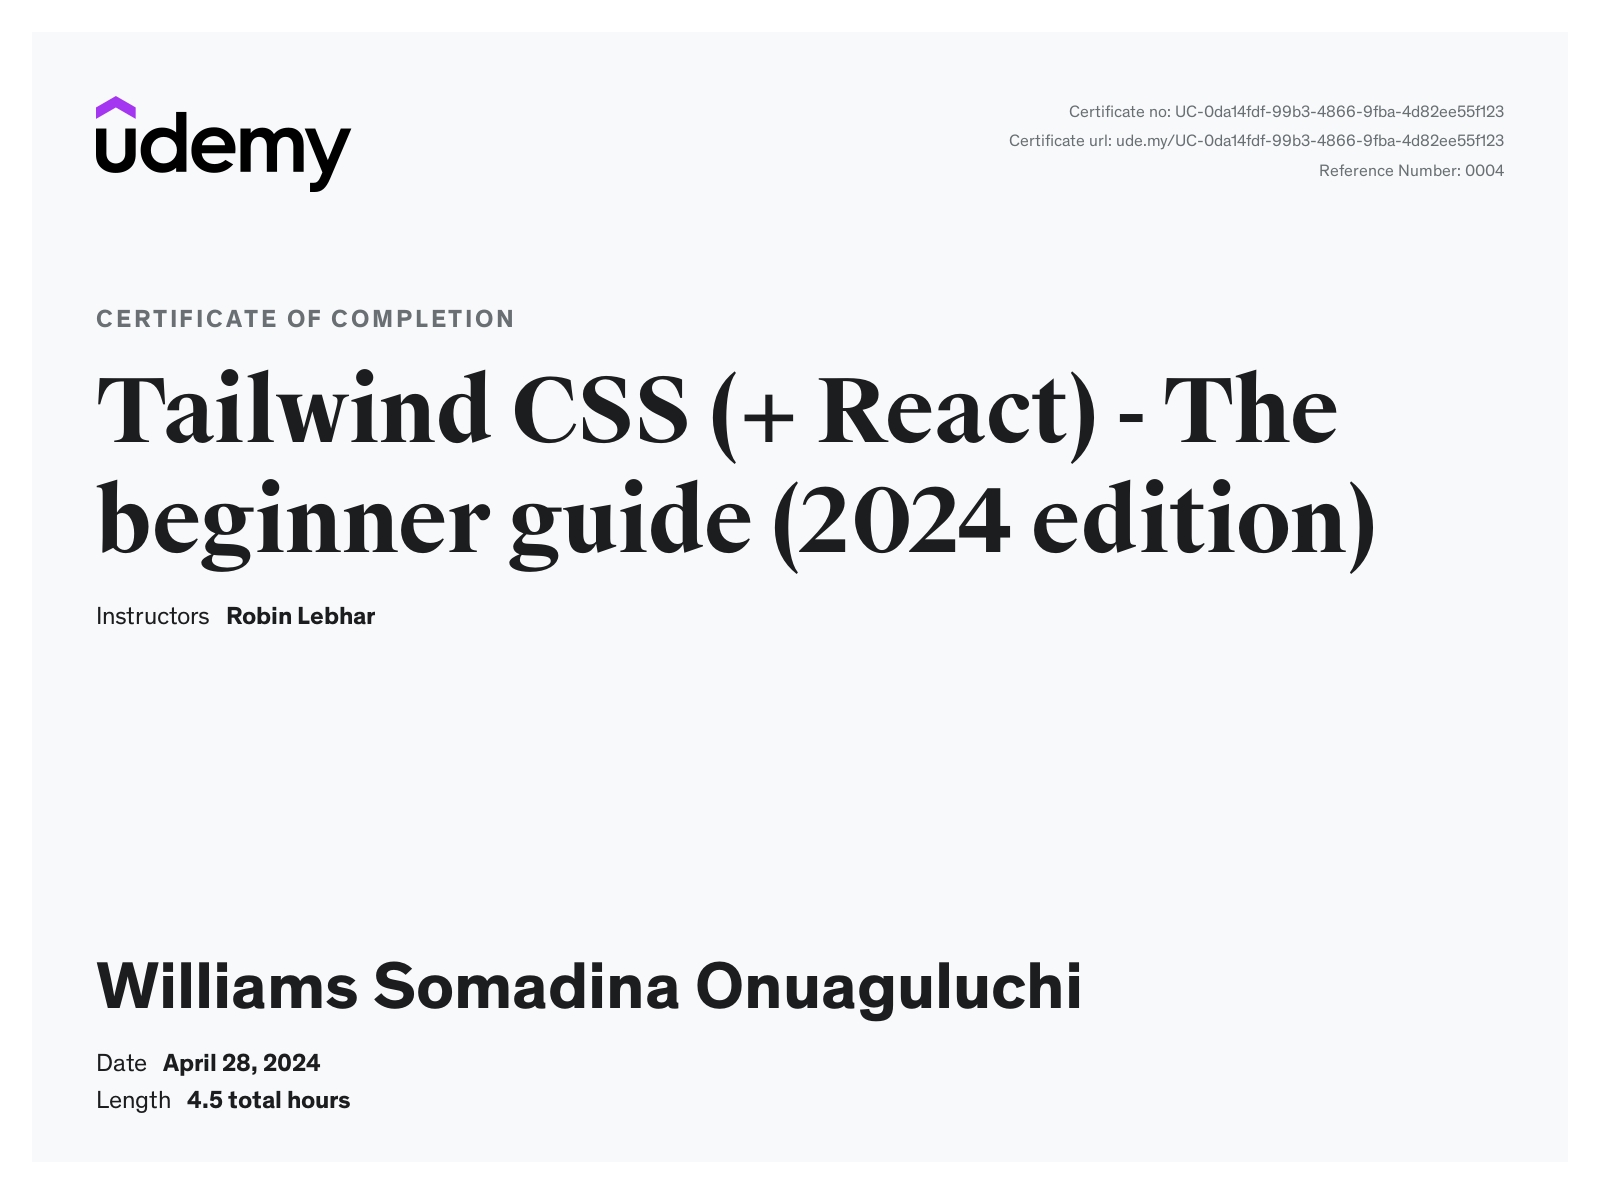 udemy
Certificate no: UC-0da14fdf-99b3-4866-9fba-4d82ee55f123
Certificate url: ude.my/UC-0da14fdf-99b3-4866-9fba-4d82ee55f123
Reference Number: 0004
CERTIFICATE OF COMPLETION
Tailwind CSS (+ React) - The
beginner guide (2024 edition)
Instructors Robin Lebhar
Williams Somadina Onuaguluchi
Date April 28, 2024
Length 4.5 total hours